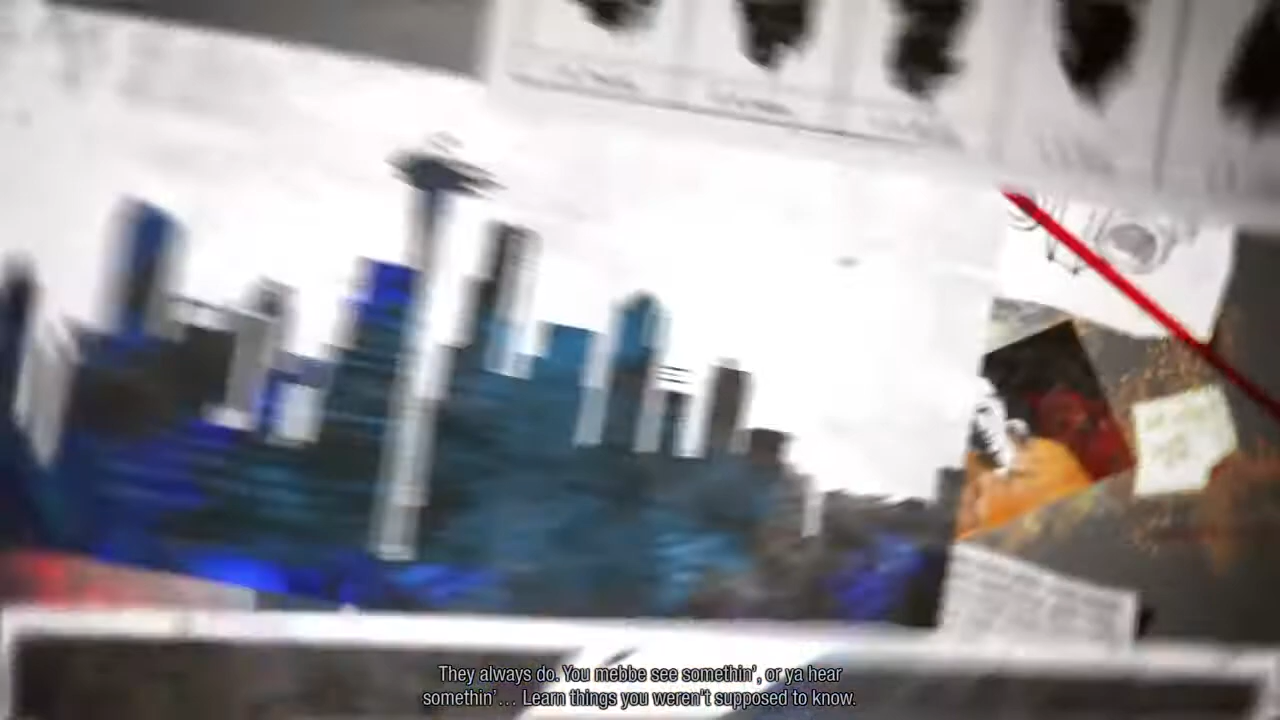 They always do. You mebbe see somethin', or ya hear
somethin'... Learn things you weren't supposed to know.